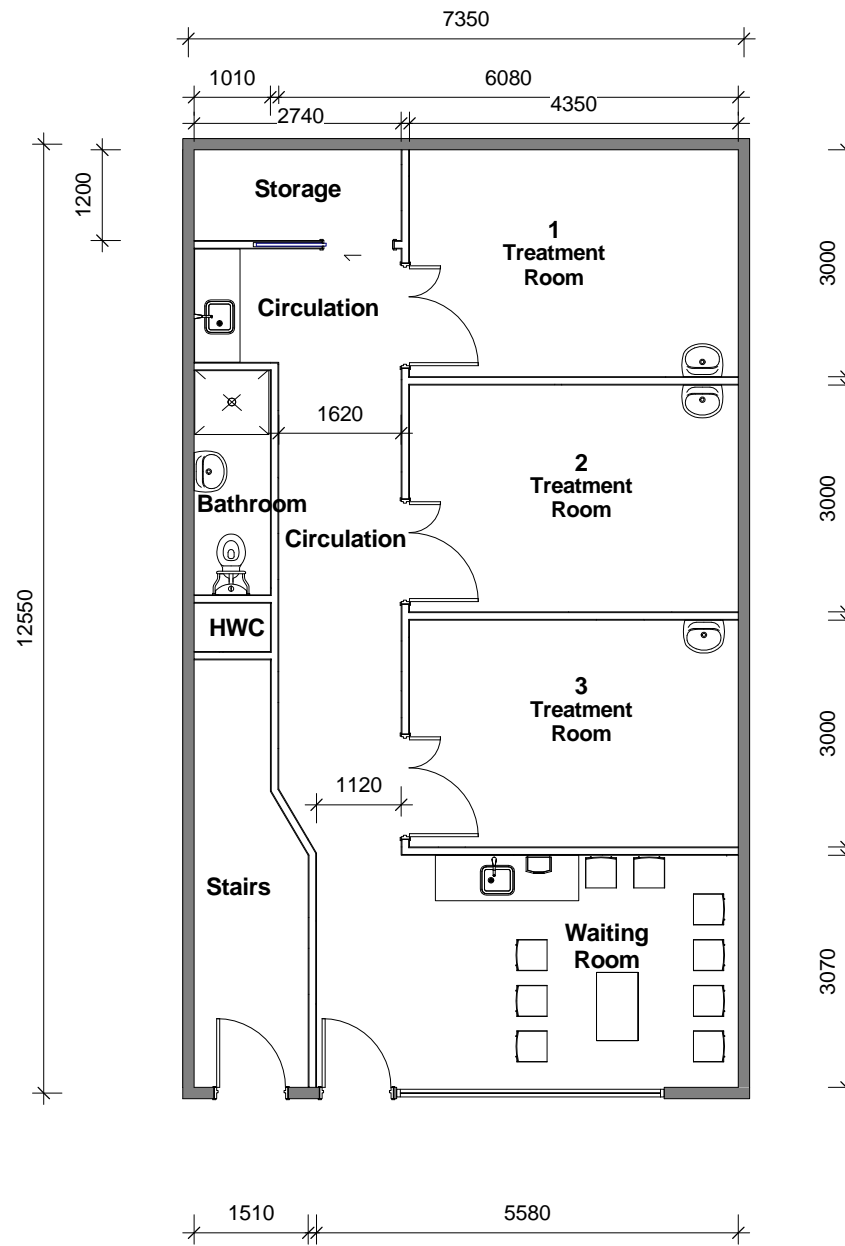 7350
1010
6080
2740
4350
1200
Storage
1
Treatment
Room
3000
1
Circulation
1620
12550
2
Treatment
Room
3000
Bathroom
Circulation
HWC
3
Treatment
Room
3000
1120
Stairs
Waiting
Room
3070
1510
5580